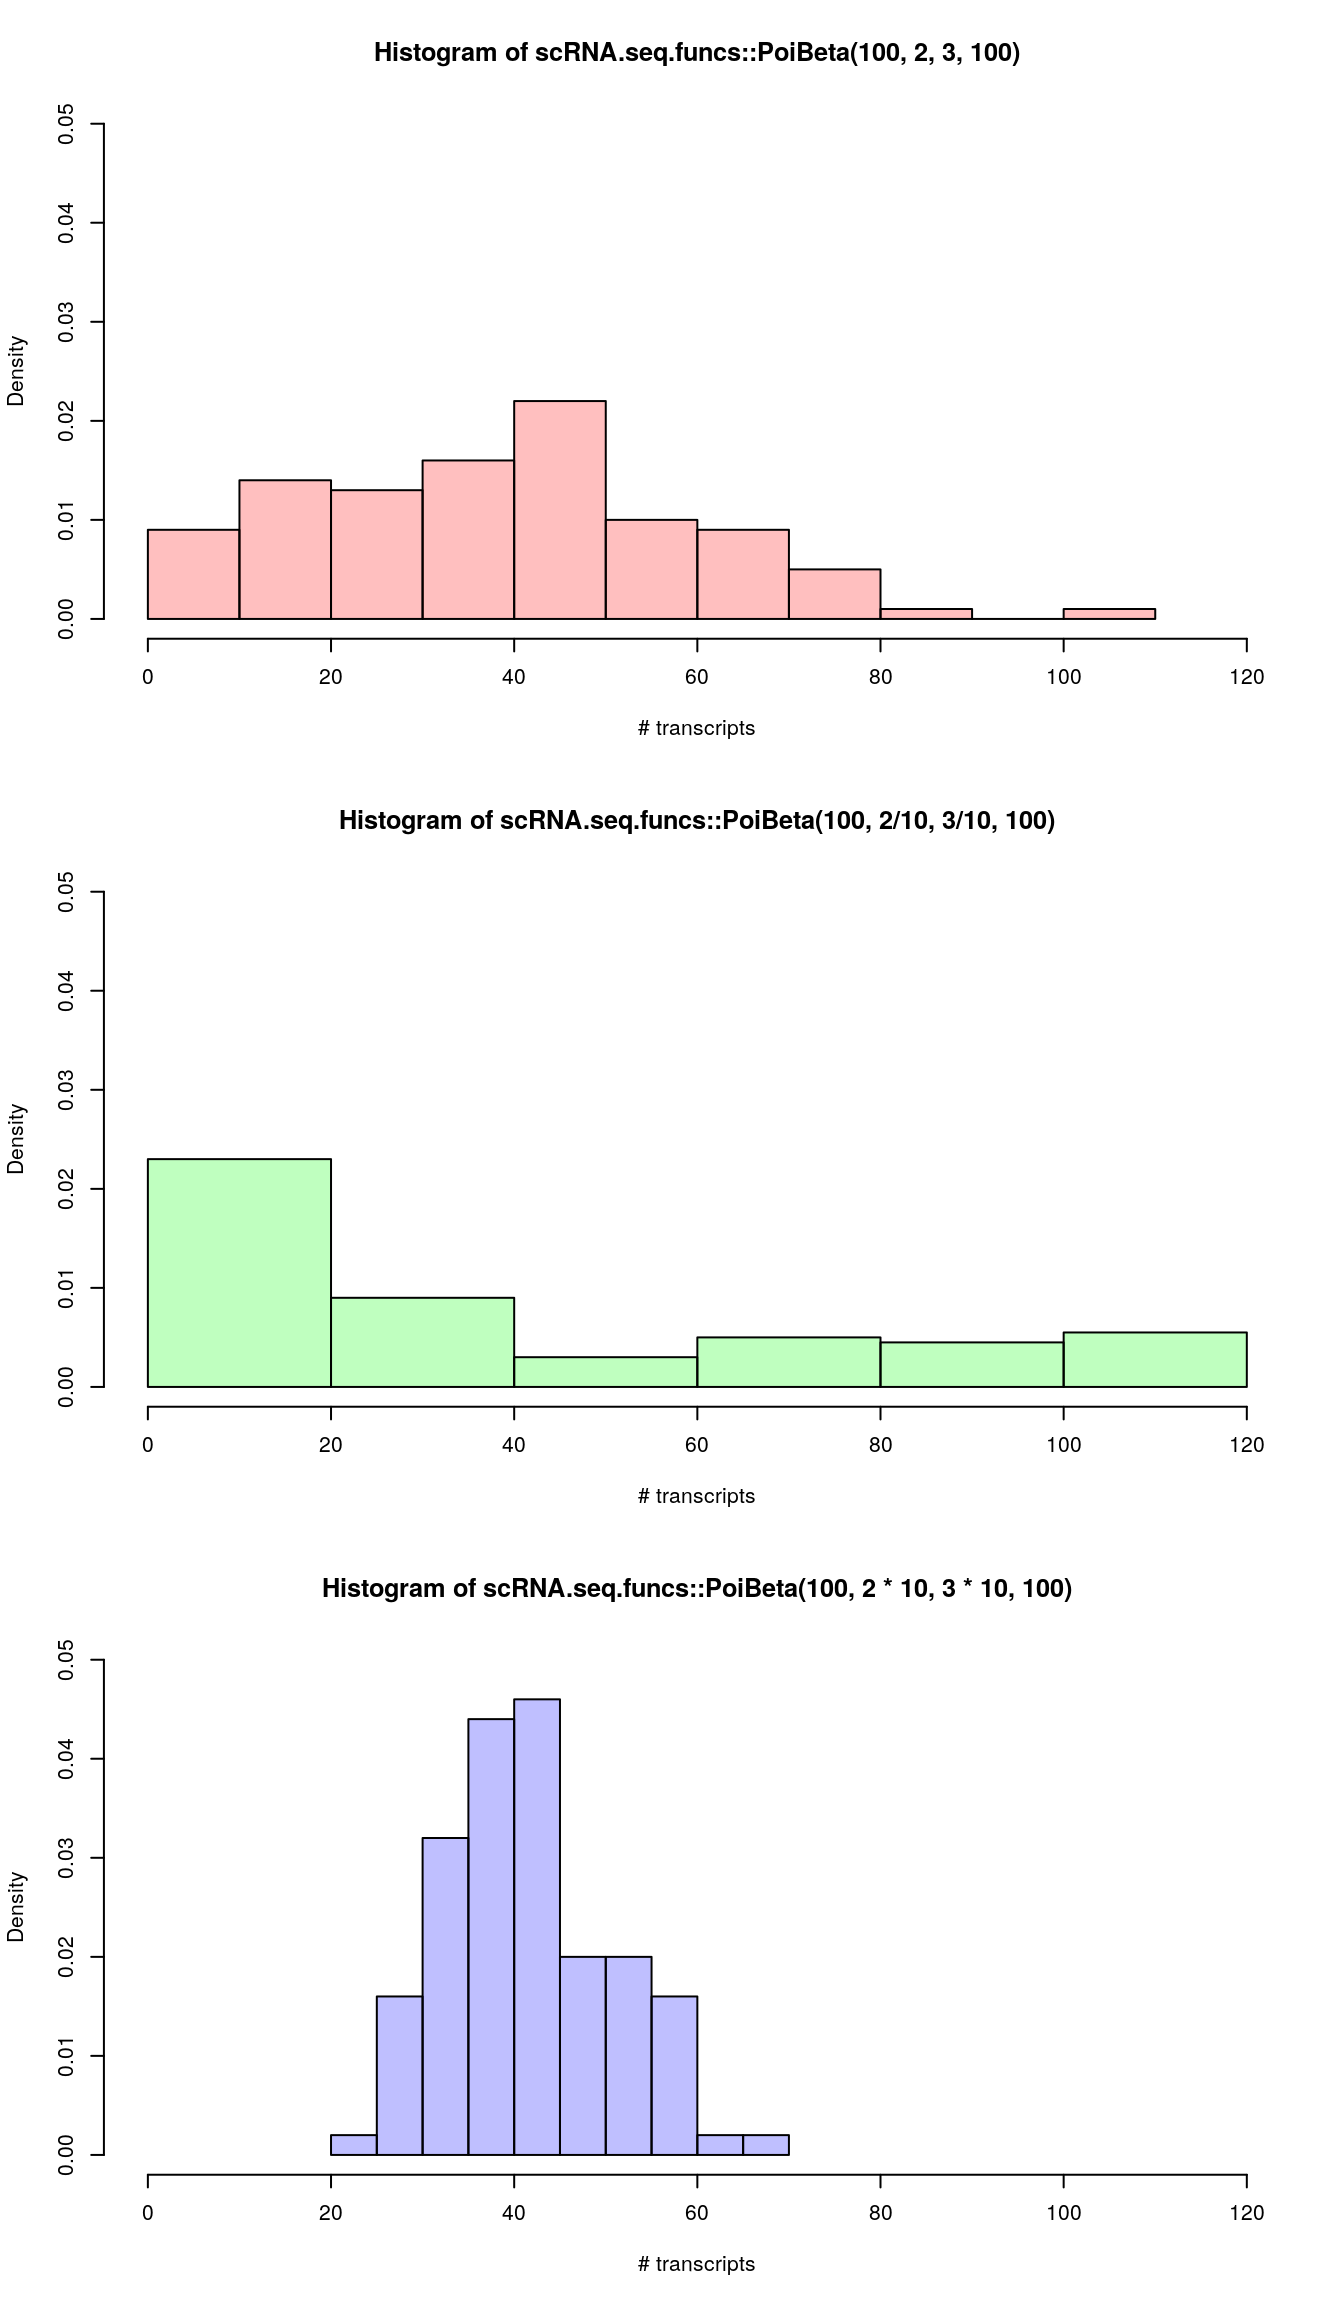 Histogram of scRNA.seq.funcs::PoiBeta(100, 2, 3, 100)
Density
0.05
0.04
0.03
0.02
0.01
0.00
0 20 40 60 80 100 120
# transcripts
Histogram of scRNA.seq.funcs::PoiBeta(100, 2/10, 3/10, 100)
Density
0.05
0.04
0.03
0.02
0.01
0.00
0 20 40 60 80 100 120
# transcripts
Histogram of scRNA.seq.funcs::PoiBeta(100, 2 * 10, 3 * 10, 100)
Density
0.05
0.04
0.03
0.02
0.01
0.00
0 20 40 60 80 100 120
# transcripts